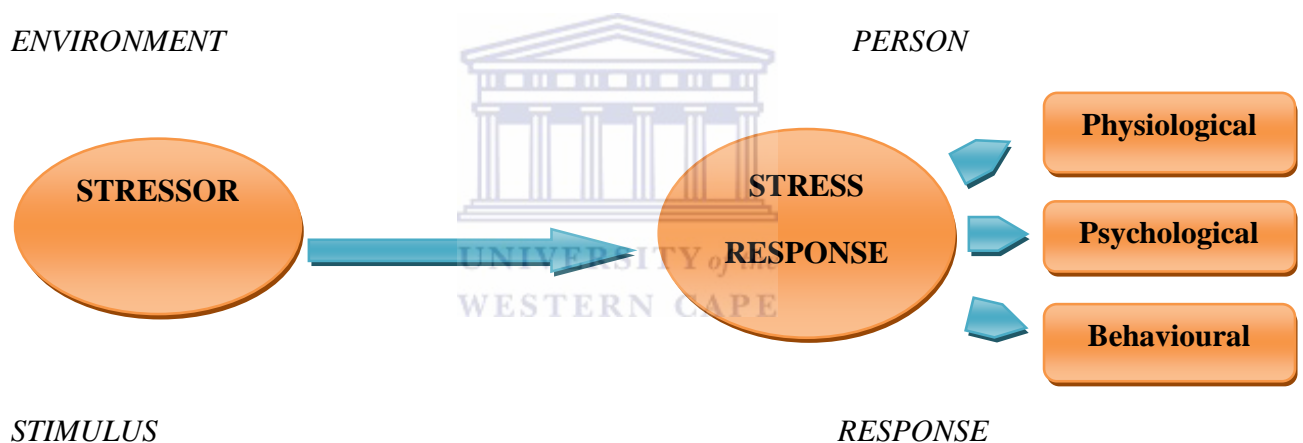 ENVIRONMENT
PERSON
STRESSOR
STRESS
RESPONSE
Physiological
Psychological
Behavioural
UNIVERSITY of the
WESTERN CAPE
STIMULUS
RESPONSE